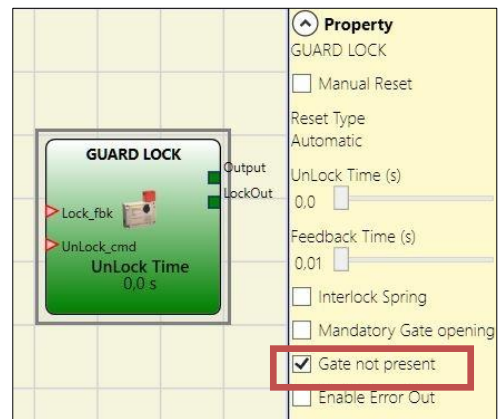 GUARD LOCK
Output
LockOut
Lock_fbk
UnLock_cmd
UnLock Time
0,0 s
Property
GUARD LOCK
Manual Reset
Reset Type
Automatic
UnLock Time (s)
0,0
Feedback Time (s)
0,01
Interlock Spring
Mandatory Gate opening
Gate not present
Enable Error Out